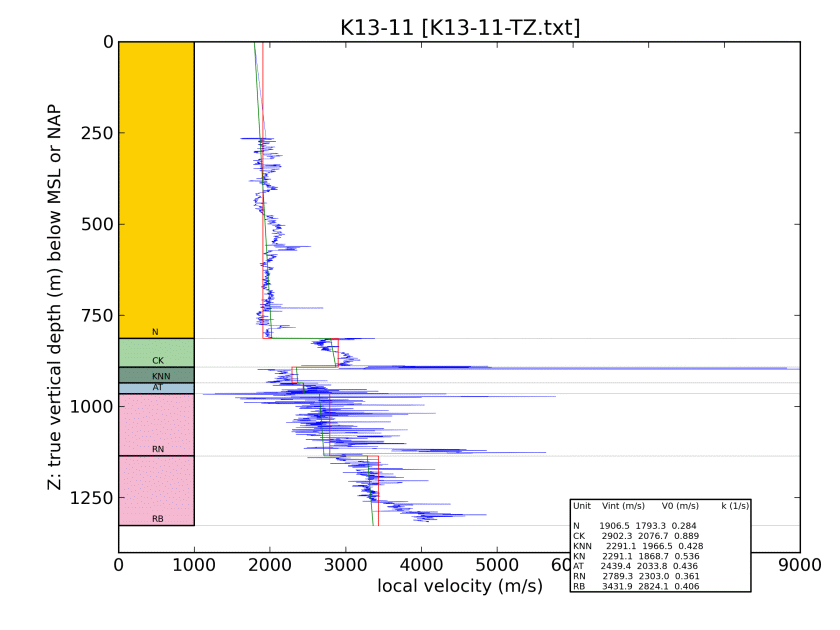 K13-11 [K13-11-TZ.txt]
0
250
500
750
1000
1250
Z: true vertical depth (m) below MSL or NAP
N
CK
KNN
AT
RN
RB
Unit Vint (m/s) V0 (m/s) k (1/s)
N 1906.5 1793.3 0.284
CK 2902.3 2076.7 0.889
KNN 2291.1 1966.5 0.428
KN 2291.1 1868.7 0.536
AT 2439.4 2033.8 0.436
RN 2789.3 2303.0 0.361
RB 3431.9 2824.1 0.406
0 1000 2000 3000 4000 5000 9000
local velocity (m/s)